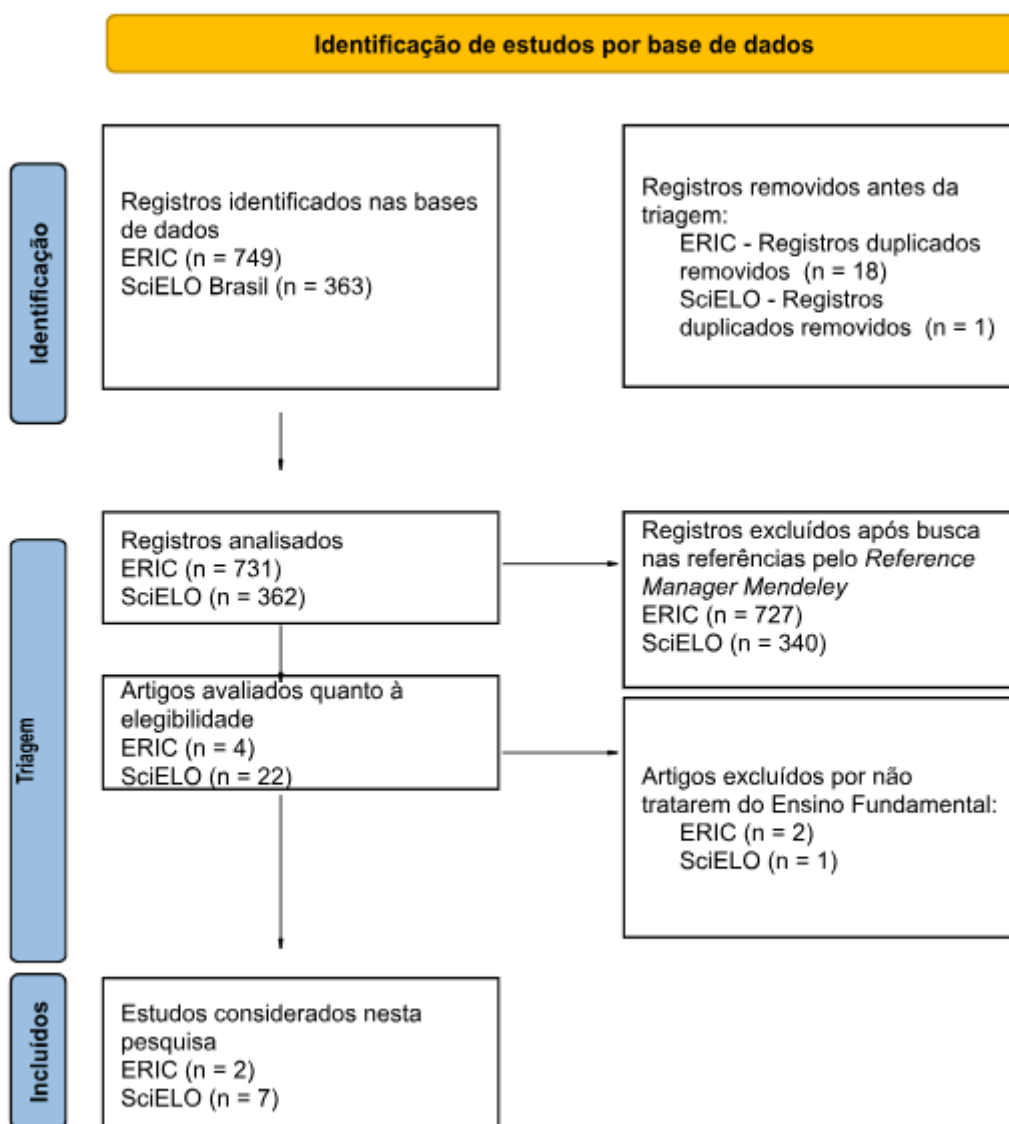 Identificação de estudos por base de dados
Identificação
Registros identificados nas bases
de dados
ERIC (n = 749)
SciELO Brasil (n = 363)
Registros removidos antes da
triagem:
ERIC - Registros duplicados
removidos (n = 18)
SciELO - Registros
duplicados removidos (n = 1)
Triagem
Registros analisados
ERIC (n = 731)
SciELO (n = 362)
Registros excluídos após busca
nas referências pelo Reference
Manager Mendeley
ERIC (n = 727)
SciELO (n = 340)
Artigos avaliados quanto à
elegibilidade
ERIC (n = 4)
SciELO (n = 22)
Artigos excluídos por não
tratarem do Ensino Fundamental:
ERIC (n = 2)
SciELO (n = 1)
Incluídos
Estudos considerados nesta
pesquisa
ERIC (n = 2)
SciELO (n = 7)